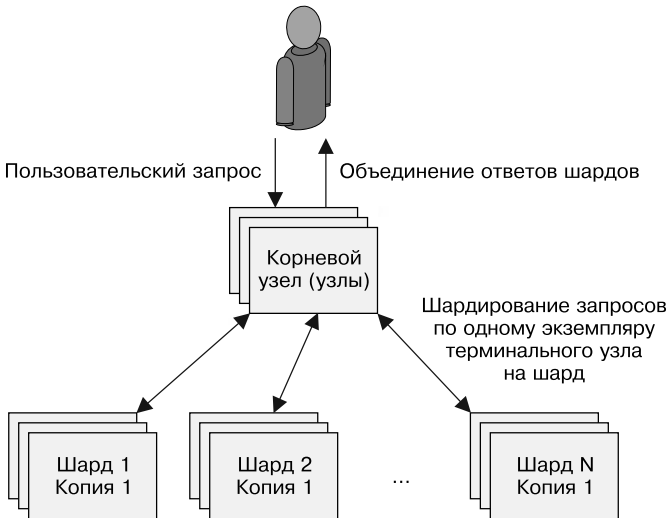 Пользовательский запрос
Объединение ответов шардов
Корневой
узел (узлы)
Шардирование запросов
по одному экземпляру
терминального узла
на шард
Шард 1
Копия 1
Шард 2
Копия 1
...
Шард N
Копия 1